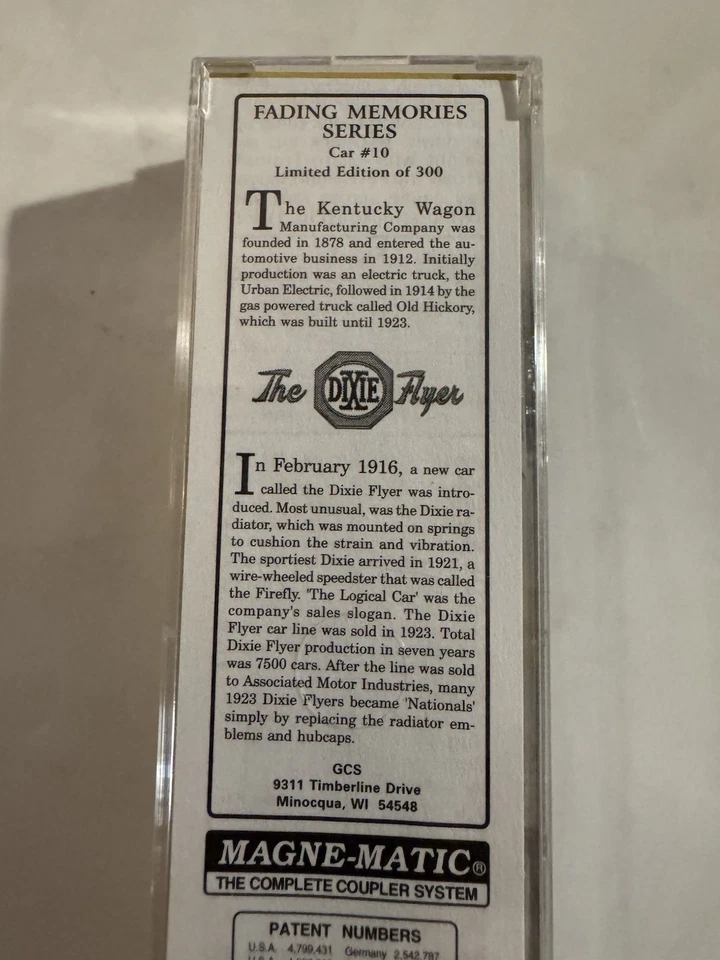 FADING MEMORIES
SERIES
Car #10
Limited Edition of 300
The Kentucky Wagon
Manufacturing Company was
founded in 1878 and entered the au-
tomotive business in 1912. Initially
production was an electric truck, the
Urban Electric, followed in 1914 by the
gas powered truck called Old Hickory,
which was built until 1923.
The DIXIE Flyer
In February 1916, a new car
called the Dixie Flyer was intro-
duced. Most unusual, was the Dixie ra-
diator, which was mounted on springs
to cushion the strain and vibration.
The sportiest Dixie arrived in 1921, a
wire-wheeled speedster that was called
the Firefly. 'The Logical Car' was the
company's sales slogan. The Dixie
Flyer car line was sold in 1923. Total
Dixie Flyer production in seven years
was 7500 cars. After the line was sold
to Associated Motor Industries, many
1923 Dixie Flyers became 'Nationals'
simply by replacing the radiator em-
blems and hubcaps.
GCS
9311 Timberline Drive
Minocqua, WI 54548
MAGNE-MATIC®
THE COMPLETE COUPLER SYSTEM
PATENT NUMBERS
U.S.A. 4,799,431 Germany 2,542,787
U.S.A.